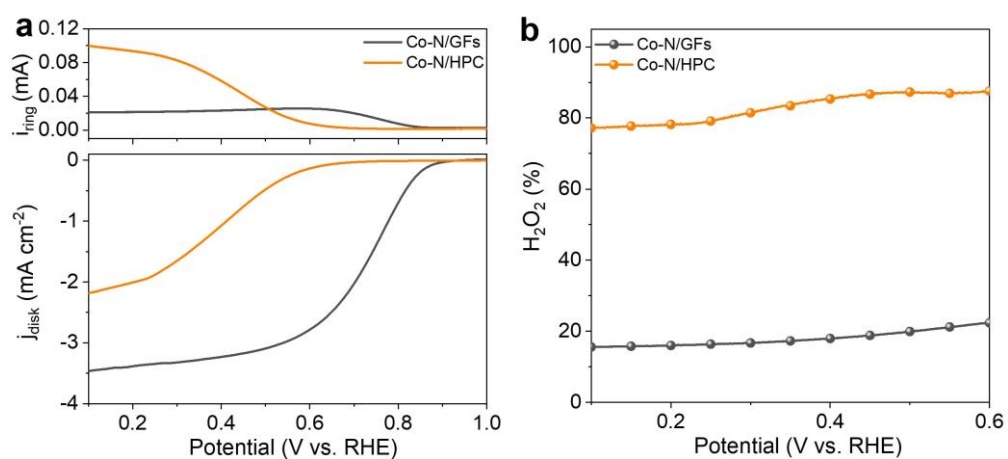 a
Co-N/GFs
Co-N/HPC
i_ring (mA)
0.12
0.08
0.04
0.00
j_disk (mA cm⁻²)
0
-1
-2
-3
-4
0.2 0.4 0.6 0.8 1.0
Potential (V vs. RHE)
b
Co-N/GFs
Co-N/HPC
H₂O₂ (%)
100
80
60
40
20
0
0.2 0.4 0.6
Potential (V vs. RHE)